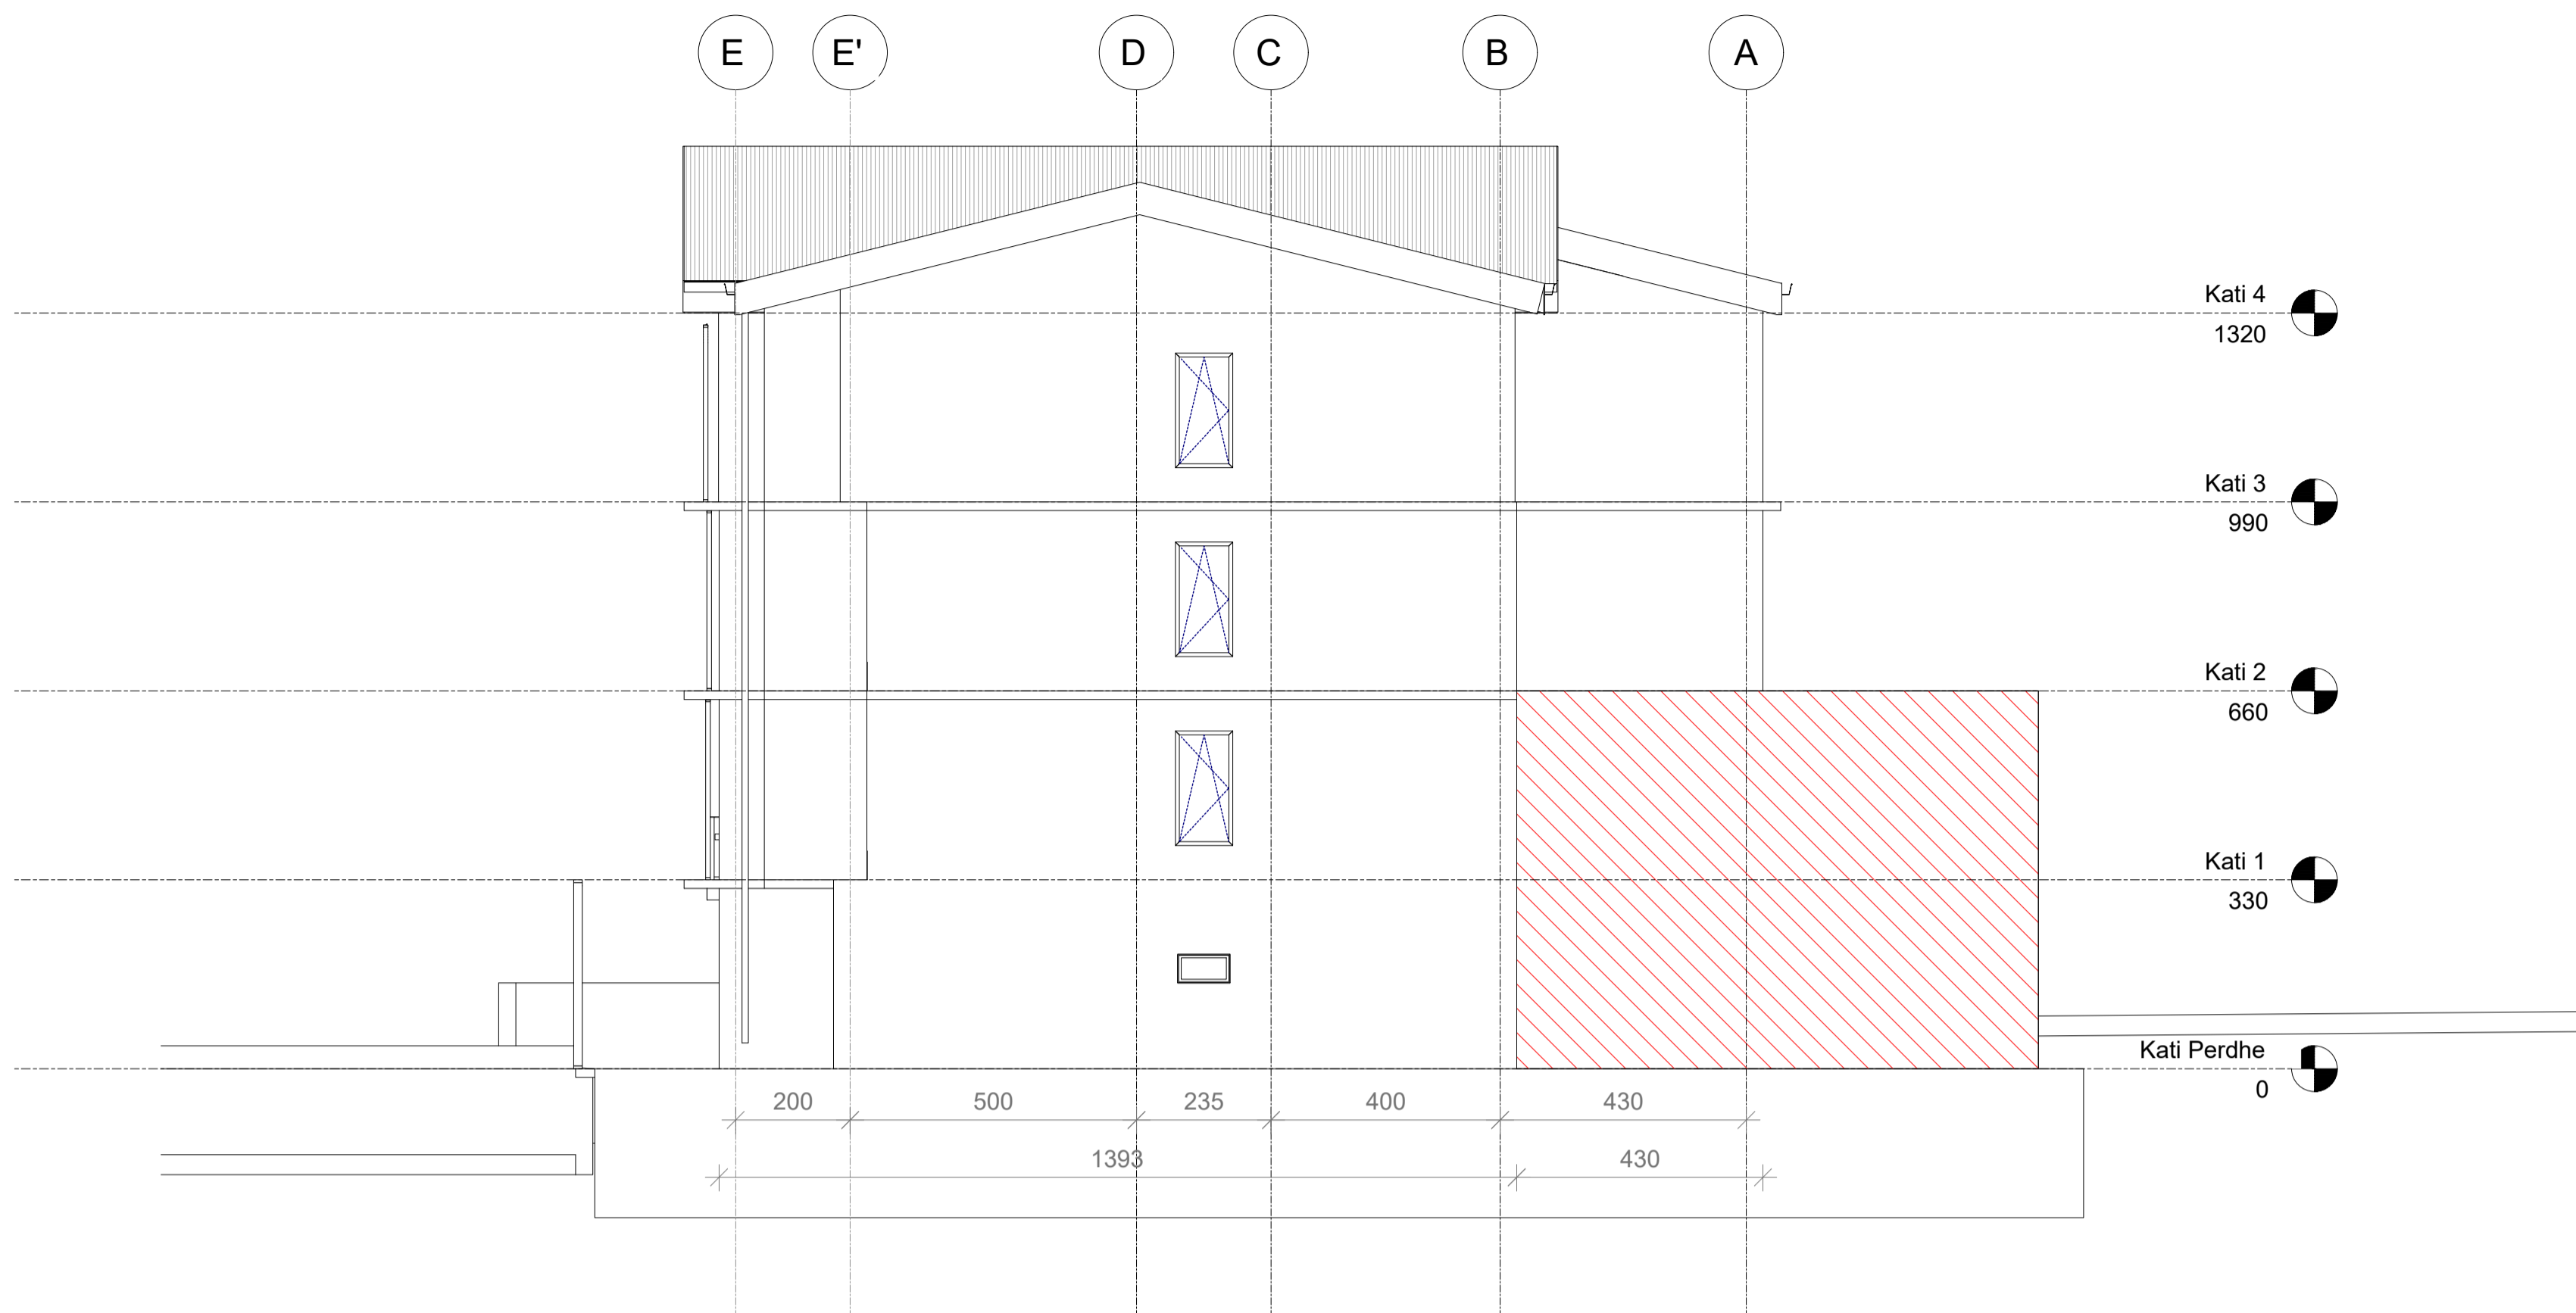 E E' D C B A
Kati 4
1320
Kati 3
990
Kati 2
660
Kati 1
330
Kati Perdhe
0
200 500 235 400 430
1393 430